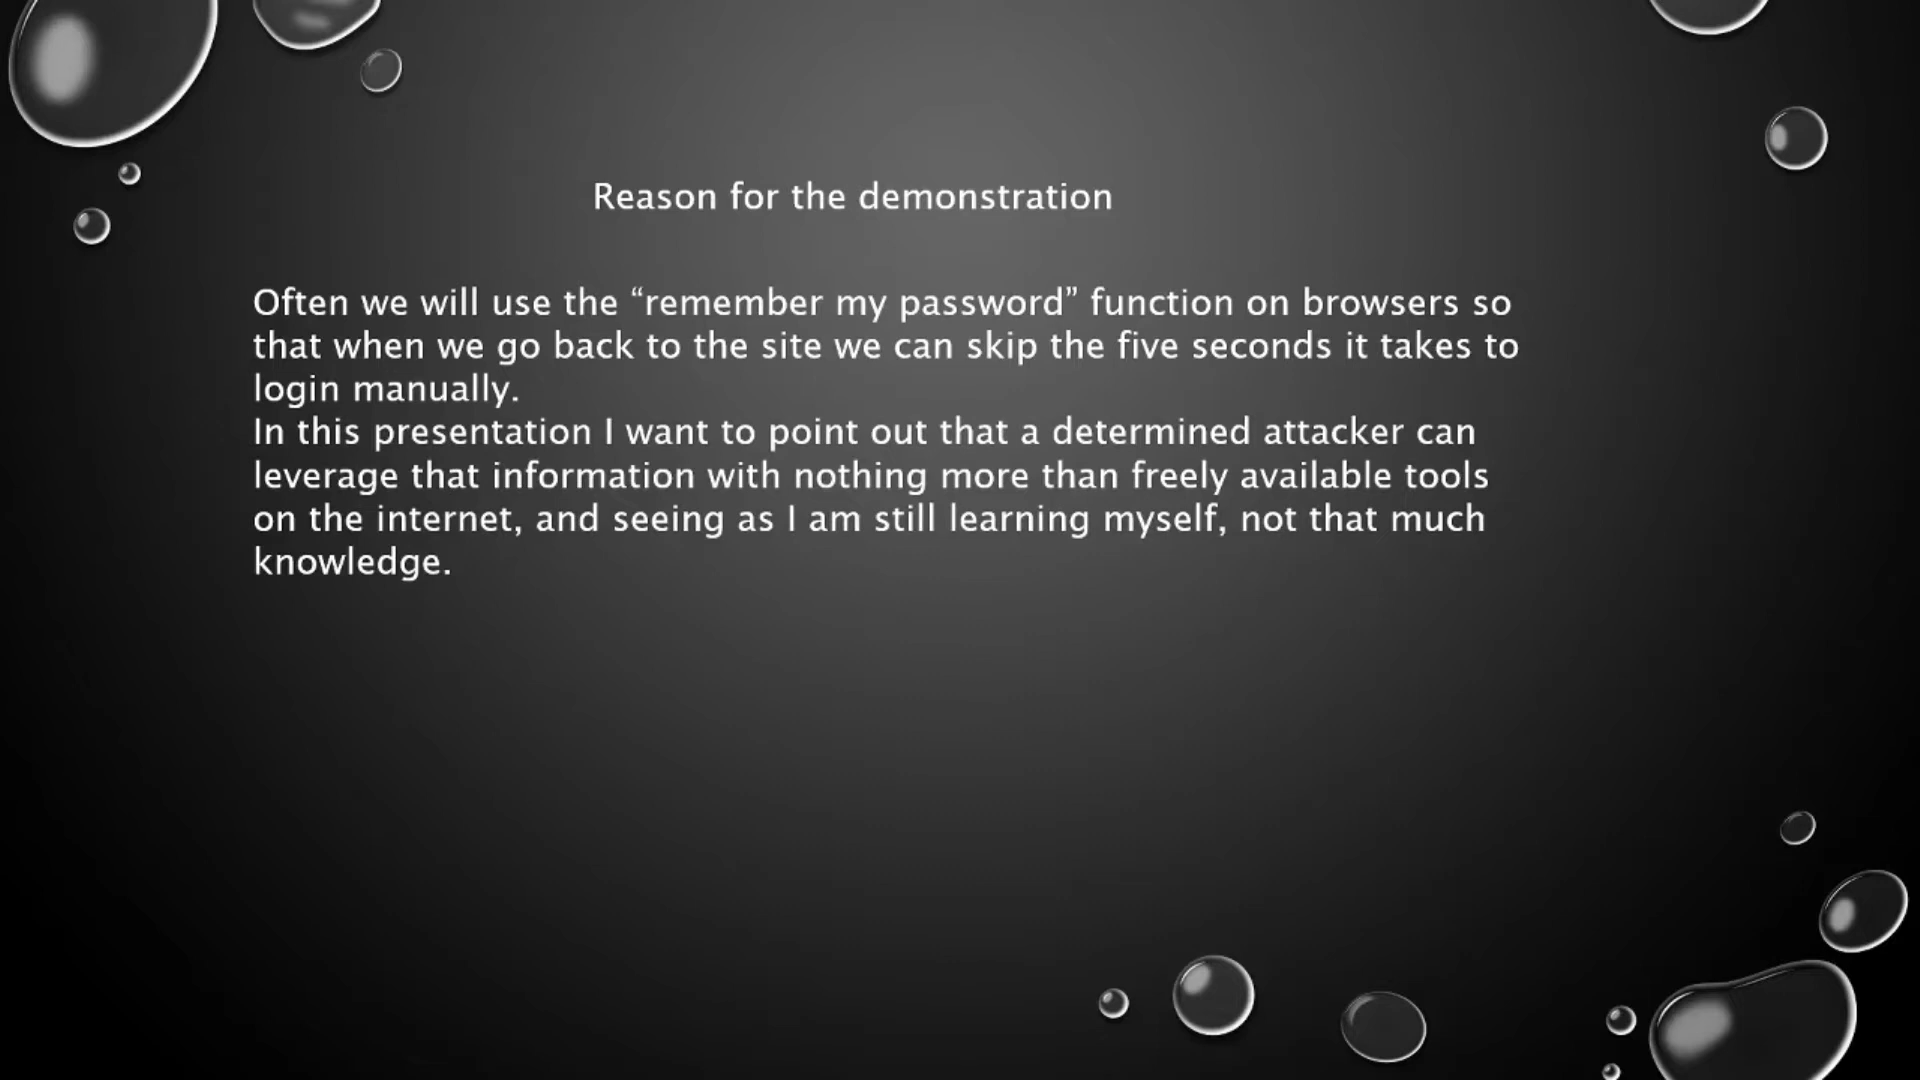 Reason for the demonstration
Often we will use the “remember my password” function on browsers so
that when we go back to the site we can skip the five seconds it takes to
login manually.
In this presentation I want to point out that a determined attacker can
leverage that information with nothing more than freely available tools
on the internet, and seeing as I am still learning myself, not that much
knowledge.